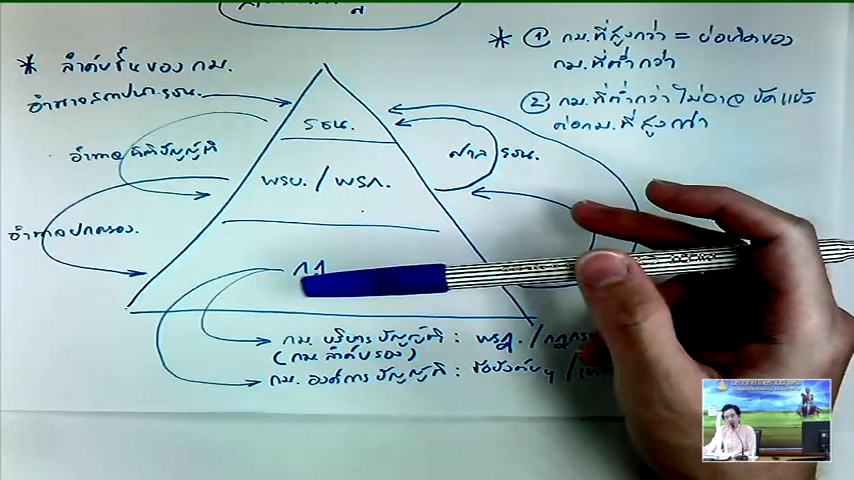 * ① กม.ที่สูงกว่า = บ่อเกิดของ
กม.ที่ต่ำกว่า
② กม.ที่ต่ำกว่าไม่อาจ ขัดแย้ง
ต่อกม.ที่สูงกว่า
* ลำดับชั้นของ กม.
อำนาจสถาปนา รธน.
รธน.
อำนาจนิติบัญญัติ
ศาล รธน.
พรบ. / พรก.
อำนาจปกครอง.
กฎ
กม. บริหารบัญญัติ : พรฎ. /
(กม. ลำดับรอง)
กม. องค์การบัญญัติ : ข้อบังคับฯ /